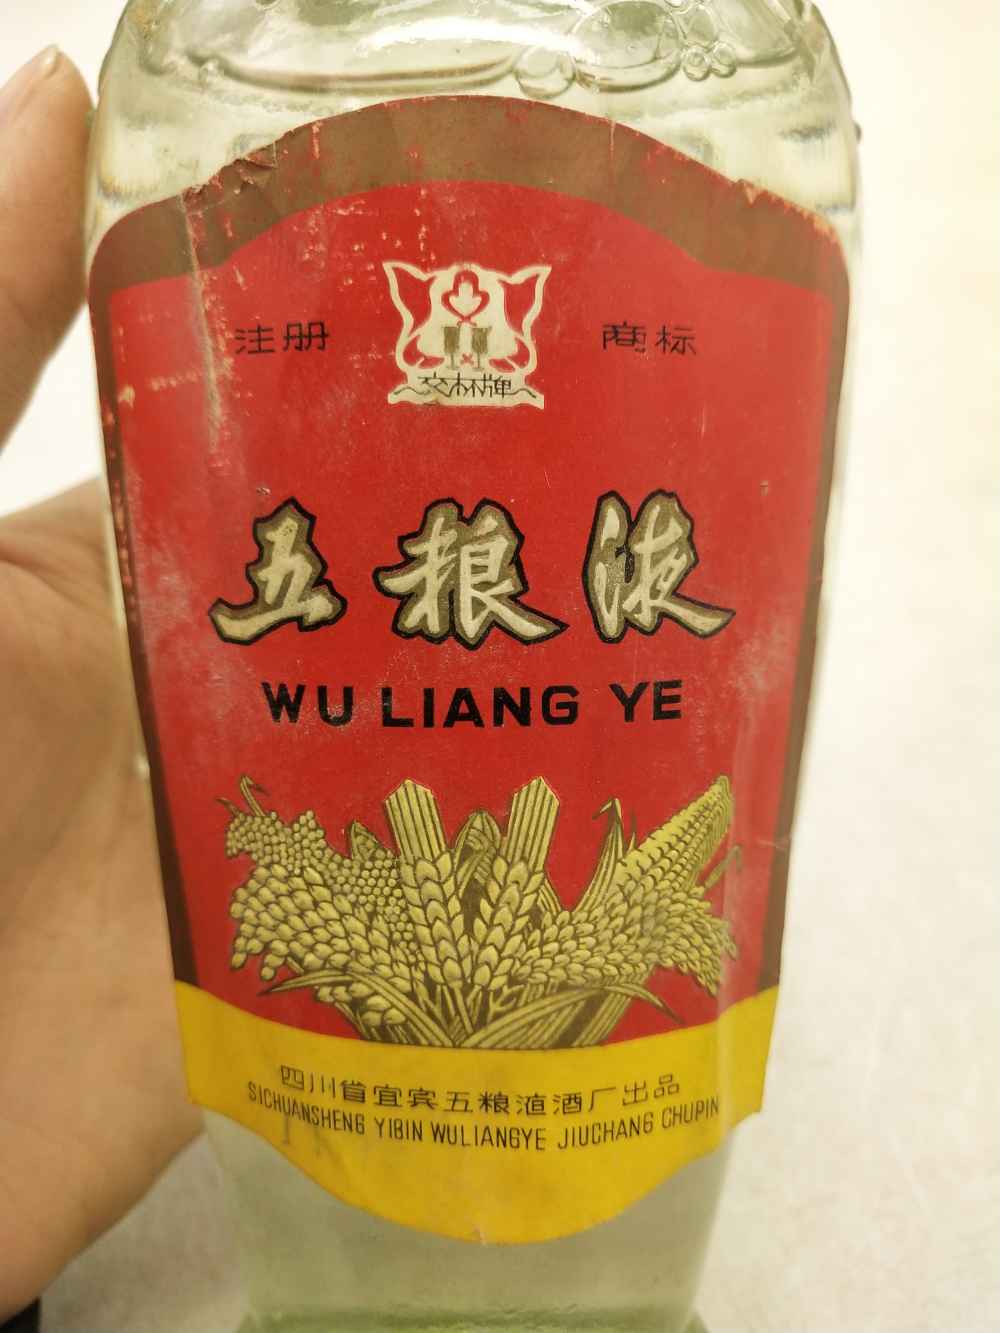 注册 商标
交杯牌
五粮液
WU LIANG YE
四川省宜宾五粮液酒厂出品
SICHUANSHENG YIBIN WULIANGYE JIUCHANG CHUPIN